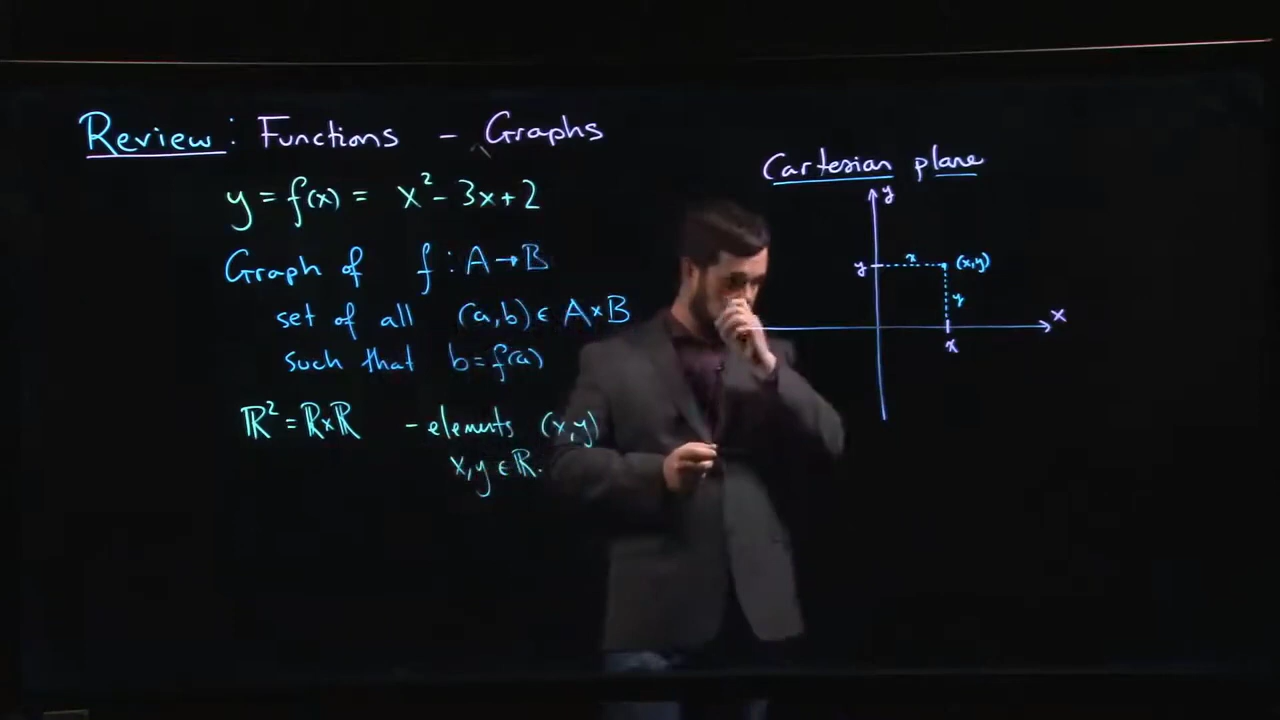 Review: Functions - Graphs
y = f(x) = x² - 3x + 2
Graph of f : A → B
set of all (a,b) ∈ A × B
such that b = f(a)
ℝ² = ℝ×ℝ - elements (x,y)
x,y ∈ ℝ.
Cartesian plane
y
y x (x,y)
y
x
x